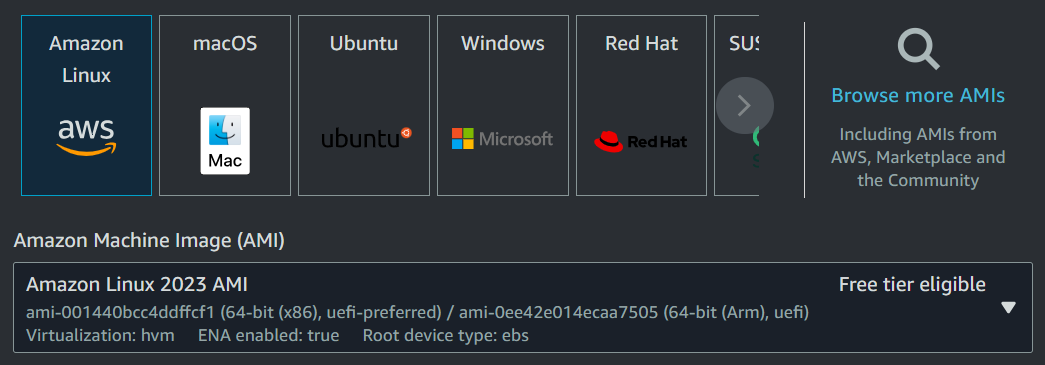 Amazon
Linux
aws
macOS
Mac
Ubuntu
ubuntu
Windows
Microsoft
Red Hat
Red Hat
Browse more AMIs
Including AMIs from
AWS, Marketplace and
the Community
Amazon Machine Image (AMI)
Amazon Linux 2023 AMI
Free tier eligible
ami-001440bcc4ddffcf1 (64-bit (x86), uefi-preferred) / ami-0ee42e014ecaa7505 (64-bit (Arm), uefi)
Virtualization: hvm ENA enabled: true Root device type: ebs